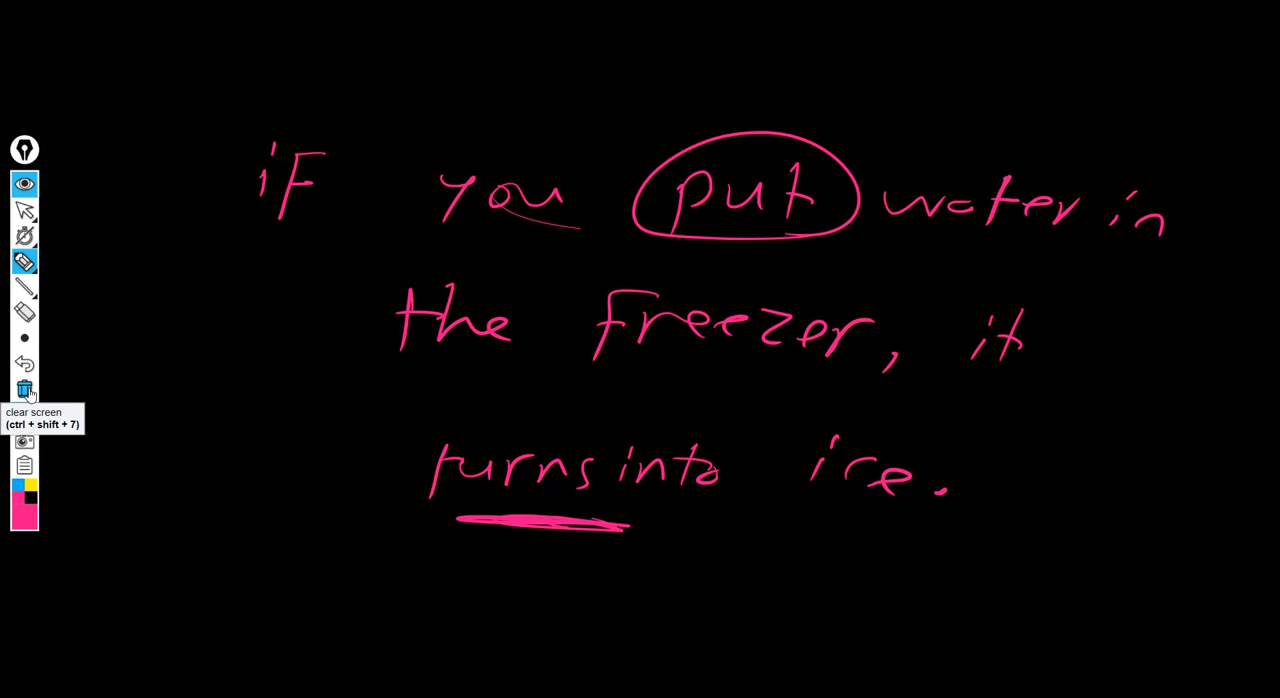 iF you put water in
the freezer, it
turns into ice.
clear screen
(ctrl + shift + 7)